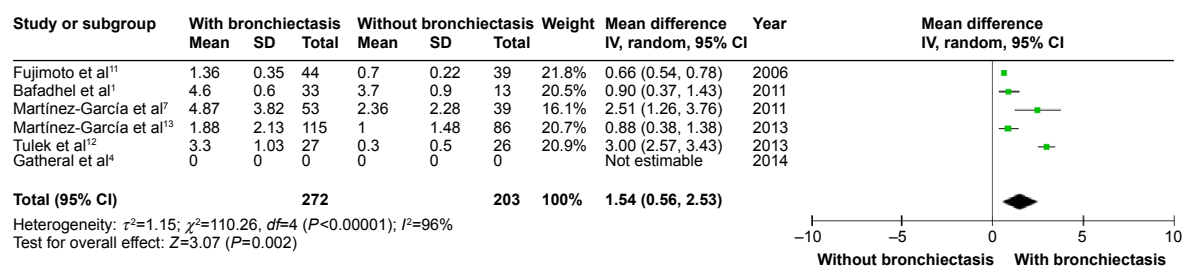 Study or subgroup With bronchiectasis Without bronchiectasis Weight Mean difference Year Mean difference
Mean SD Total Mean SD Total IV, random, 95% CI IV, random, 95% CI
Fujimoto et al¹¹ 1.36 0.35 44 0.7 0.22 39 21.8% 0.66 (0.54, 0.78) 2006
Bafadhel et al¹ 4.6 0.6 33 3.7 0.9 13 20.5% 0.90 (0.37, 1.43) 2011
Martínez-García et al⁷ 4.87 3.82 53 2.36 2.28 39 16.1% 2.51 (1.26, 3.76) 2011
Martínez-García et al¹³ 1.88 2.13 115 1 1.48 86 20.7% 0.88 (0.38, 1.38) 2013
Tulek et al¹² 3.3 1.03 27 0.3 0.5 26 20.9% 3.00 (2.57, 3.43) 2013
Gatheral et al⁴ 0 0 0 0 0 0 Not estimable 2014
Total (95% CI) 272 203 100% 1.54 (0.56, 2.53)
Heterogeneity: τ²=1.15; χ²=110.26, df=4 (P<0.00001); I²=96%
Test for overall effect: Z=3.07 (P=0.002)
–10 –5 0 5 10
Without bronchiectasis With bronchiectasis